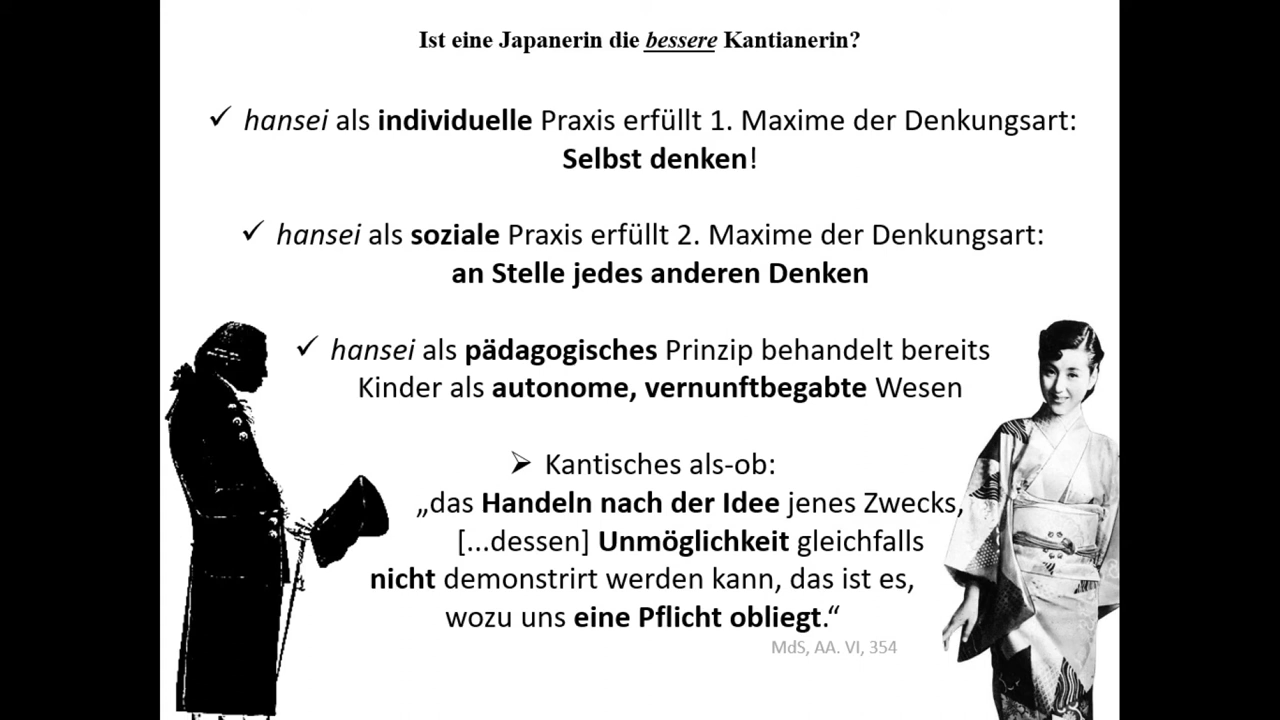 Ist eine Japanerin die bessere Kantianerin?
✓ hansei als individuelle Praxis erfüllt 1. Maxime der Denkungsart:
Selbst denken!
✓ hansei als soziale Praxis erfüllt 2. Maxime der Denkungsart:
an Stelle jedes anderen Denken
✓ hansei als pädagogisches Prinzip behandelt bereits
Kinder als autonome, vernunftbegabte Wesen
➢ Kantisches als-ob:
„das Handeln nach der Idee jenes Zwecks,
[...dessen] Unmöglichkeit gleichfalls
nicht demonstrirt werden kann, das ist es,
wozu uns eine Pflicht obliegt.“
MdS, AA. VI, 354